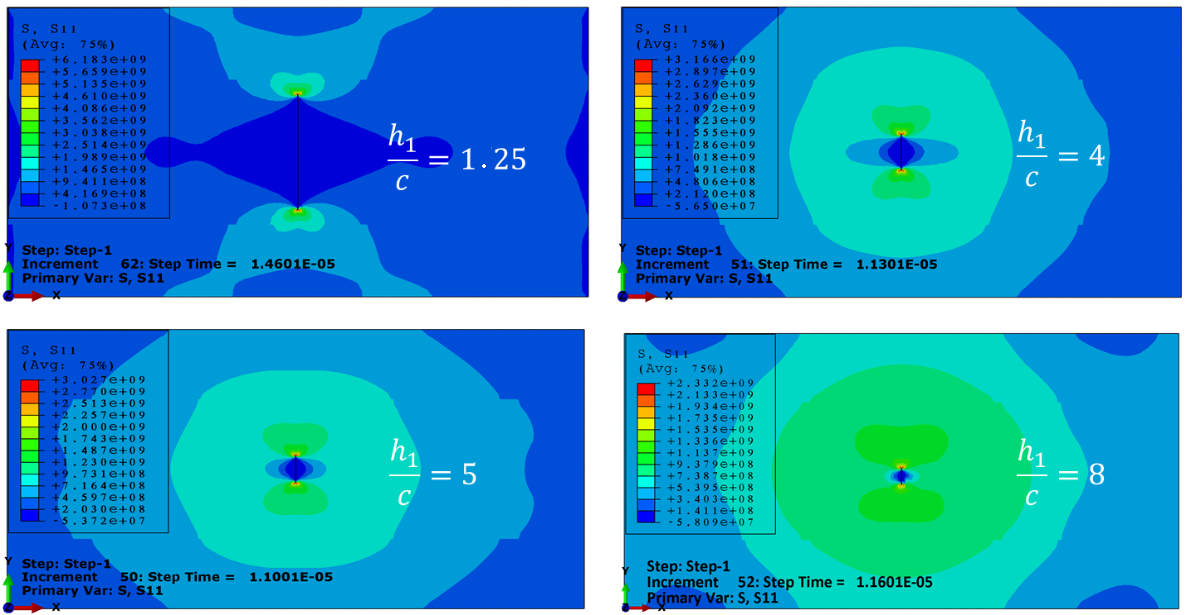 S, S11
(Avg: 75%)
+6.183e+09
+5.659e+09
+5.135e+09
+4.610e+09
+4.086e+09
+3.562e+09
+3.038e+09
+2.514e+09
+1.989e+09
+1.465e+09
+9.411e+08
+4.169e+08
-1.073e+08
h₁/c = 1.25
Y
Step: Step-1
Increment 62: Step Time = 1.4601E-05
Primary Var: S, S11
Z X
S, S11
(Avg: 75%)
+3.166e+09
+2.897e+09
+2.629e+09
+2.360e+09
+2.092e+09
+1.823e+09
+1.555e+09
+1.286e+09
+1.018e+09
+7.491e+08
+4.806e+08
+2.120e+08
-5.650e+07
h₁/c = 4
Y
Step: Step-1
Increment 51: Step Time = 1.1301E-05
Primary Var: S, S11
Z X
S, S11
(Avg: 75%)
+3.027e+09
+2.770e+09
+2.513e+09
+2.257e+09
+2.000e+09
+1.743e+09
+1.487e+09
+1.230e+09
+9.731e+08
+7.164e+08
+4.597e+08
+2.030e+08
-5.372e+07
h₁/c = 5
Y
Step: Step-1
Increment 50: Step Time = 1.1001E-05
Primary Var: S, S11
Z X
S, S11
(Avg: 75%)
+2.332e+09
+2.133e+09
+1.934e+09
+1.735e+09
+1.535e+09
+1.336e+09
+1.137e+09
+9.379e+08
+7.387e+08
+5.395e+08
+3.403e+08
+1.411e+08
-5.809e+07
h₁/c = 8
Y
Step: Step-1
Increment 52: Step Time = 1.1601E-05
Primary Var: S, S11
X